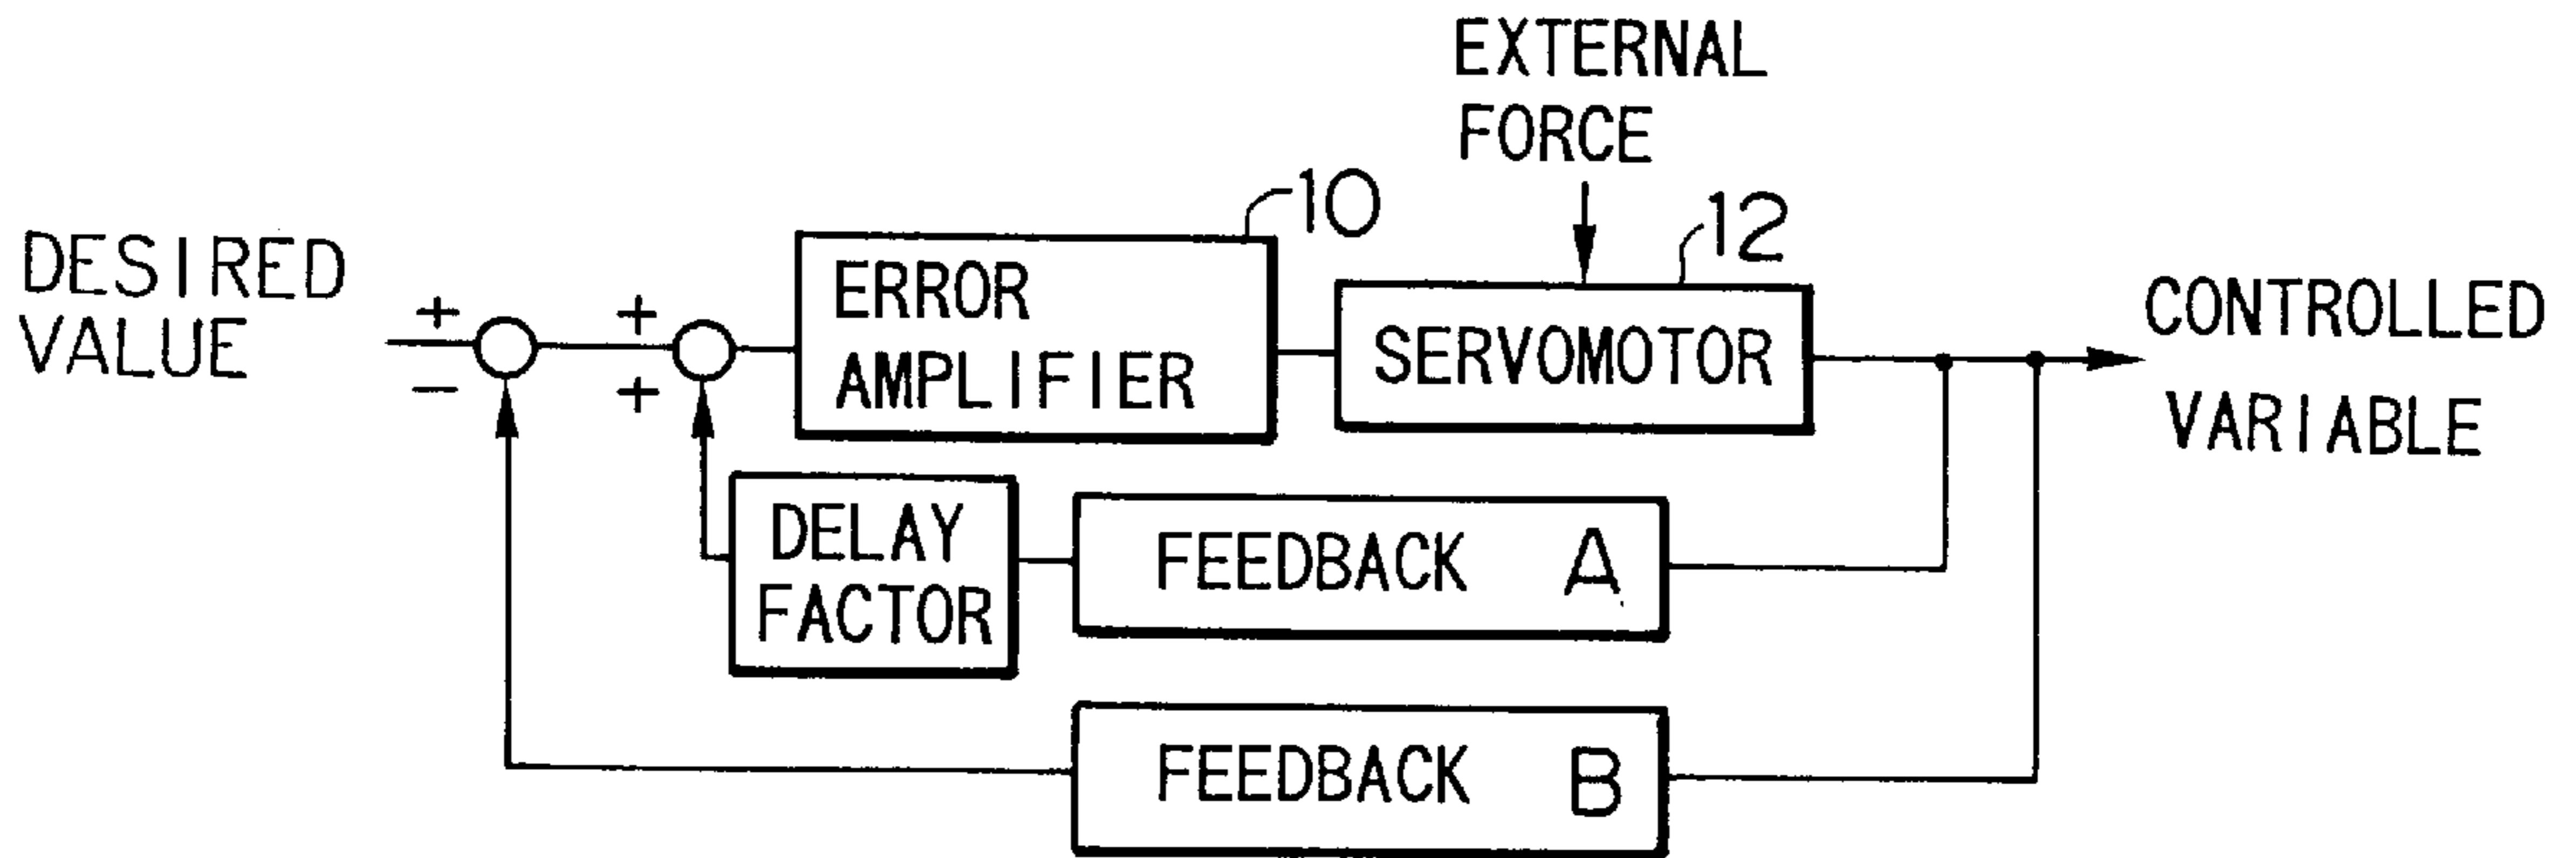 EXTERNAL
FORCE
10
12
DESIRED
VALUE
+
−
+
+
ERROR
AMPLIFIER
SERVOMOTOR
CONTROLLED
VARIABLE
DELAY
FACTOR
FEEDBACK A
FEEDBACK B